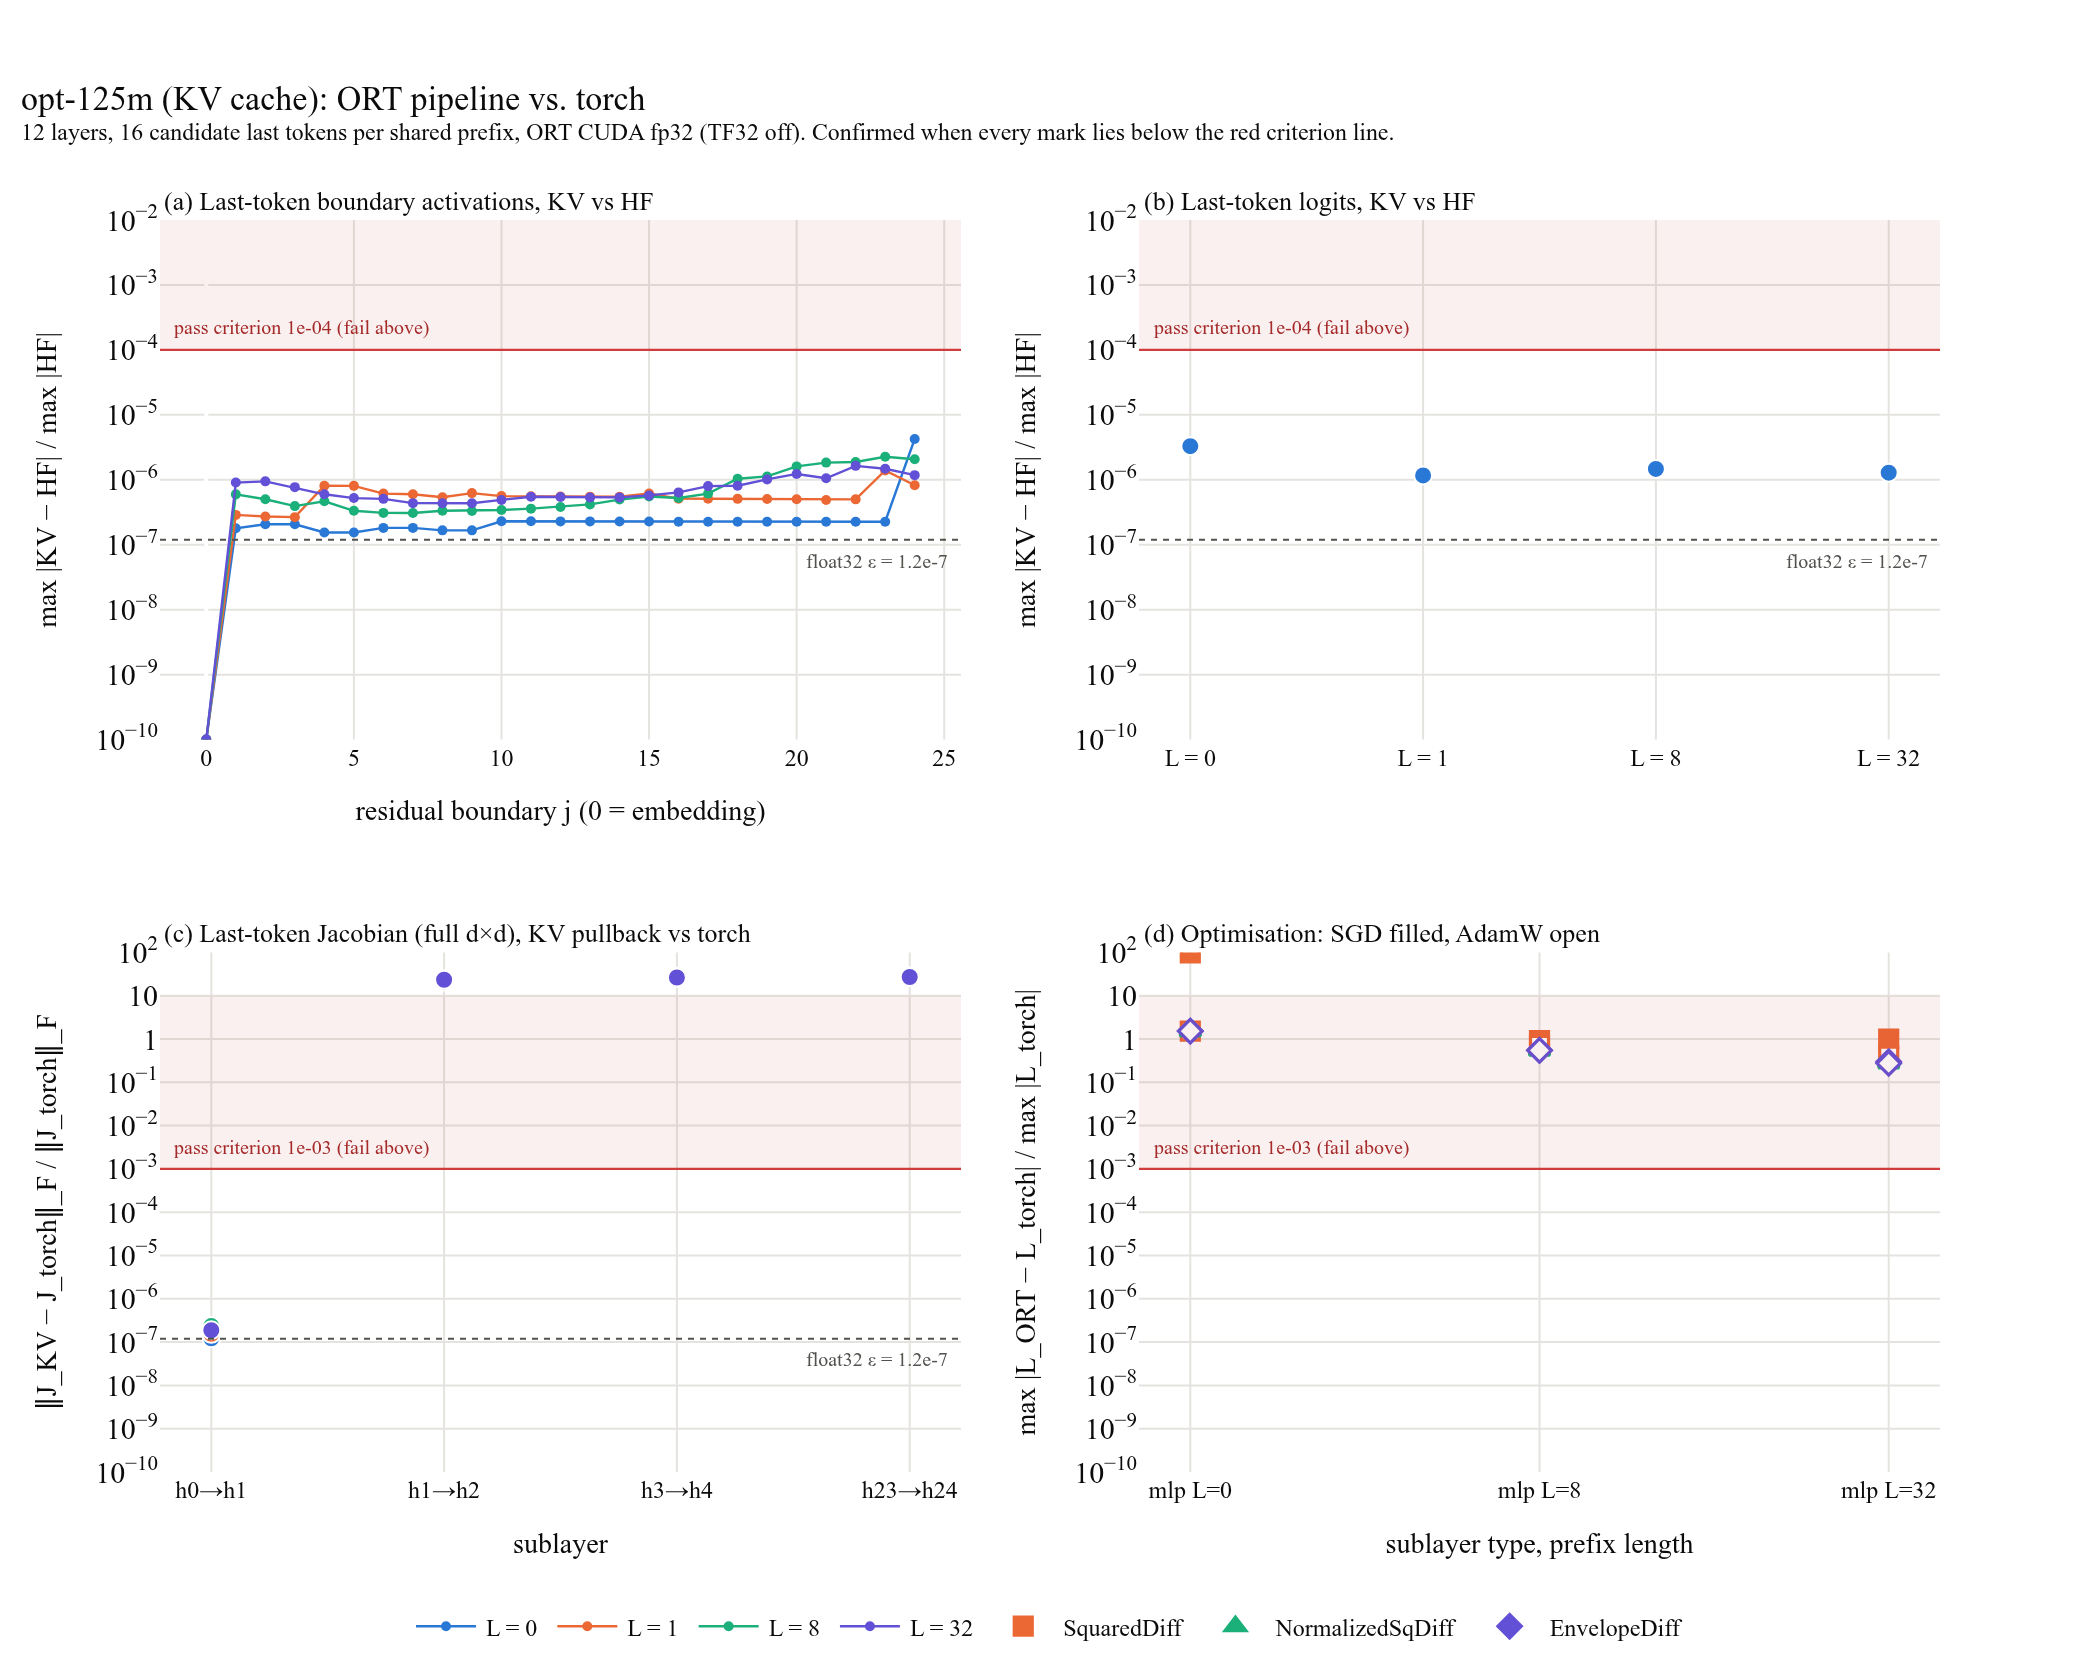 opt-125m (KV cache): ORT pipeline vs. torch
12 layers, 16 candidate last tokens per shared prefix, ORT CUDA fp32 (TF32 off). Confirmed when every mark lies below the red criterion line.
(a) Last-token boundary activations, KV vs HF
max |KV − HF| / max |HF|
10⁻²
10⁻³
pass criterion 1e-04 (fail above)
10⁻⁴
10⁻⁵
10⁻⁶
10⁻⁷
float32 ε = 1.2e-7
10⁻⁸
10⁻⁹
10⁻¹⁰
0 5 10 15 20 25
residual boundary j (0 = embedding)
(b) Last-token logits, KV vs HF
max |KV − HF| / max |HF|
10⁻²
10⁻³
pass criterion 1e-04 (fail above)
10⁻⁴
10⁻⁵
10⁻⁶
10⁻⁷
float32 ε = 1.2e-7
10⁻⁸
10⁻⁹
10⁻¹⁰
L = 0 L = 1 L = 8 L = 32
(c) Last-token Jacobian (full d×d), KV pullback vs torch
‖J_KV − J_torch‖_F / ‖J_torch‖_F
10²
10
1
10⁻¹
10⁻²
pass criterion 1e-03 (fail above)
10⁻³
10⁻⁴
10⁻⁵
10⁻⁶
10⁻⁷
float32 ε = 1.2e-7
10⁻⁸
10⁻⁹
10⁻¹⁰
h0→h1 h1→h2 h3→h4 h23→h24
sublayer
(d) Optimisation: SGD filled, AdamW open
max |L_ORT − L_torch| / max |L_torch|
10²
10
1
10⁻¹
10⁻²
pass criterion 1e-03 (fail above)
10⁻³
10⁻⁴
10⁻⁵
10⁻⁶
10⁻⁷
10⁻⁸
10⁻⁹
10⁻¹⁰
mlp L=0 mlp L=8 mlp L=32
sublayer type, prefix length
L = 0 L = 1 L = 8 L = 32 SquaredDiff NormalizedSqDiff EnvelopeDiff